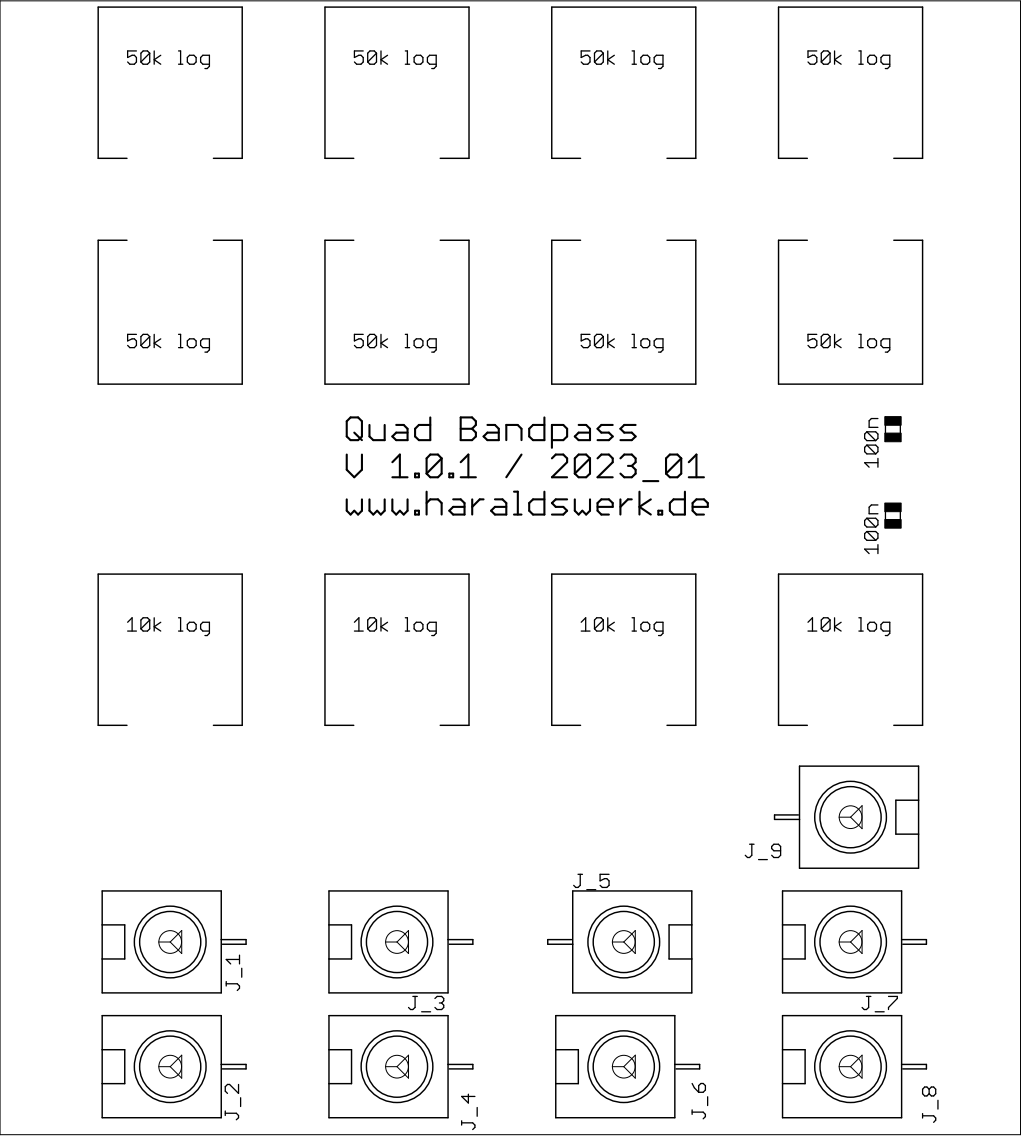 50k log 50k log 50k log 50k log
50k log 50k log 50k log 50k log
Quad Bandpass
V 1.0.1 / 2023_01
www.haraldswerk.de
100n
100n
10k log 10k log 10k log 10k log
J_9
J_5
J_1
J_3
J_7
J_2
J_4
J_6
J_8